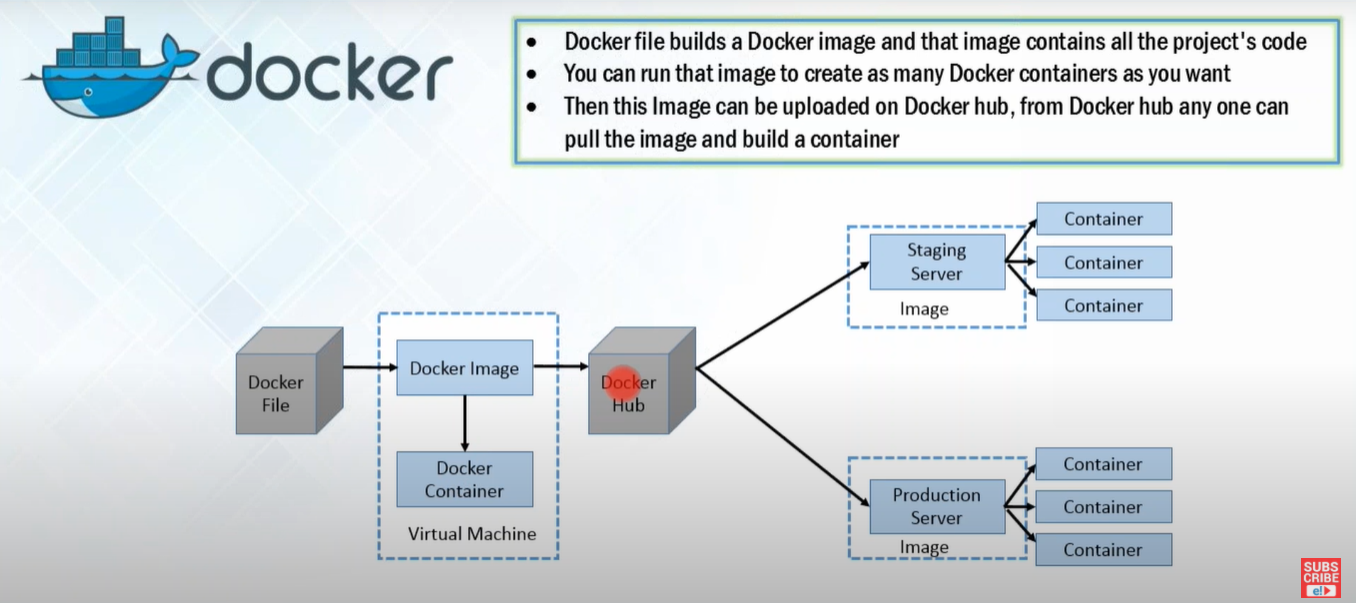 docker
• Docker file builds a Docker image and that image contains all the project's code
• You can run that image to create as many Docker containers as you want
• Then this Image can be uploaded on Docker hub, from Docker hub any one can
pull the image and build a container
Docker
File
Docker Image
Docker
Container
Virtual Machine
Docker
Hub
Staging
Server
Image
Container
Container
Container
Production
Server
Image
Container
Container
Container
SUBS
CRIBE
e!